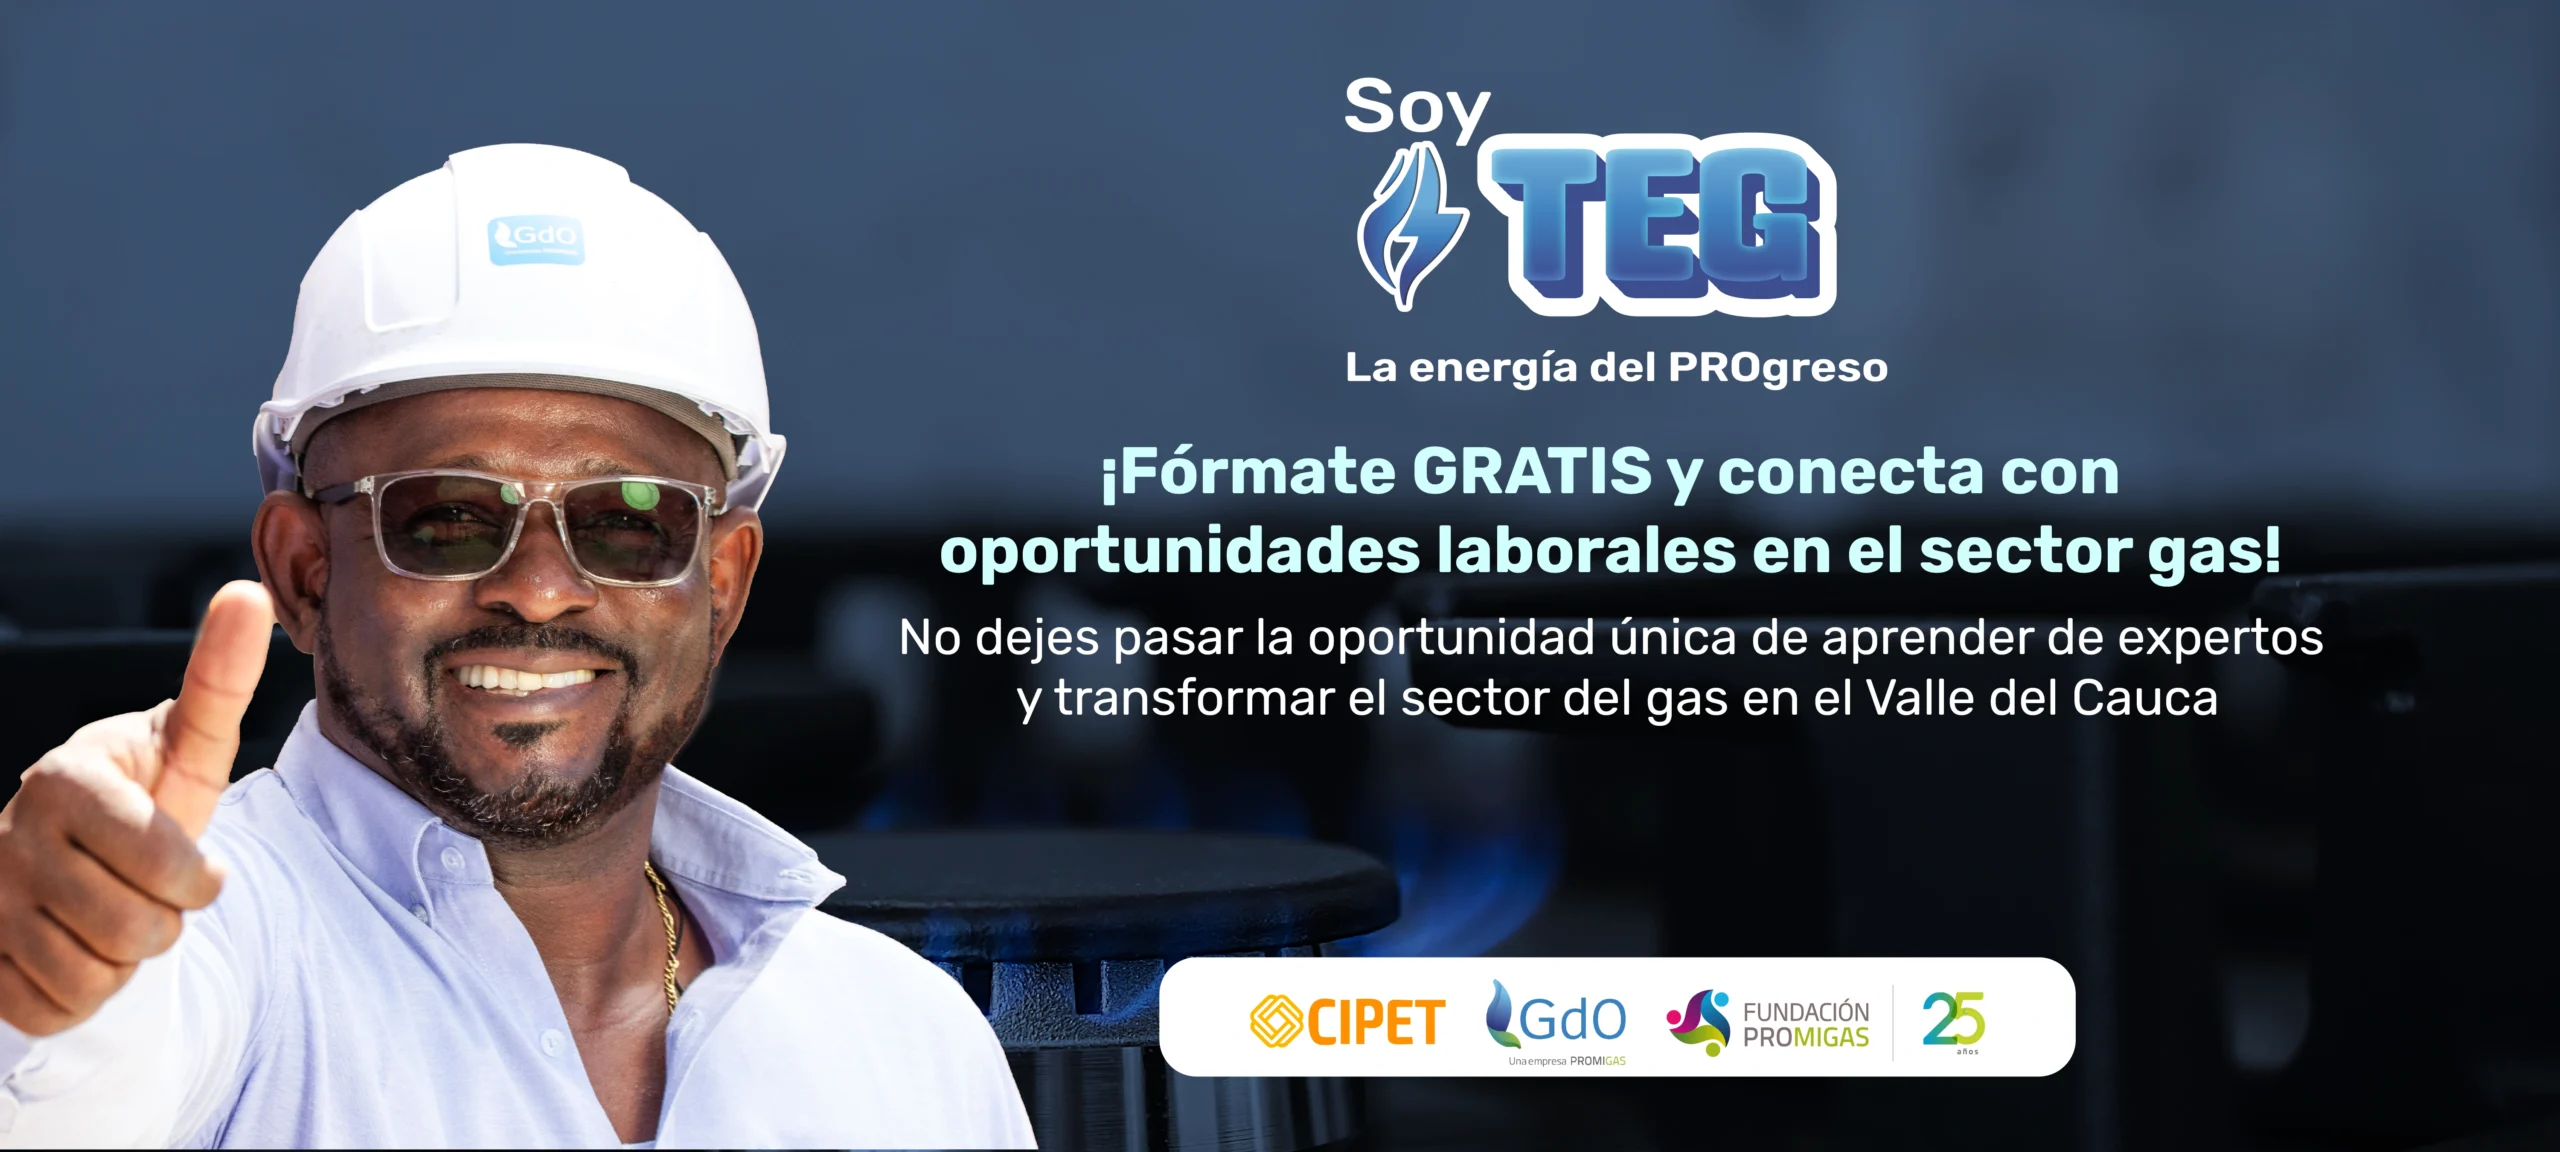 Soy
TEG
La energía del PROgreso
¡Fórmate GRATIS y conecta con
oportunidades laborales en el sector gas!
No dejes pasar la oportunidad única de aprender de expertos
y transformar el sector del gas en el Valle del Cauca
GdO
CIPET
GdO
Una empresa PROMIGAS
FUNDACIÓN
PROMIGAS
25
años